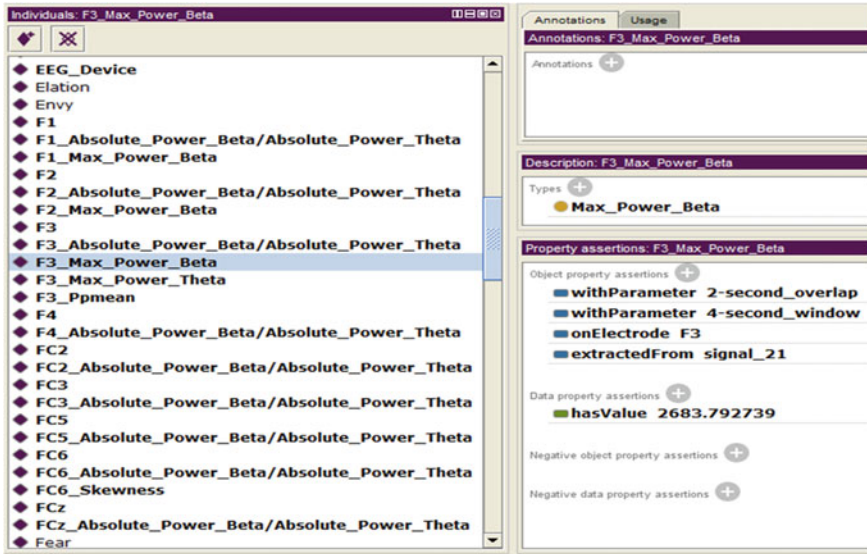 Individuals: F3_Max_Power_Beta
EEG_Device
Elation
Envy
F1
F1_Absolute_Power_Beta/Absolute_Power_Theta
F1_Max_Power_Beta
F2
F2_Absolute_Power_Beta/Absolute_Power_Theta
F2_Max_Power_Beta
F3
F3_Absolute_Power_Beta/Absolute_Power_Theta
F3_Max_Power_Beta
F3_Max_Power_Theta
F3_Ppmean
F4
F4_Absolute_Power_Beta/Absolute_Power_Theta
FC2
FC2_Absolute_Power_Beta/Absolute_Power_Theta
FC3
FC3_Absolute_Power_Beta/Absolute_Power_Theta
FC5
FC5_Absolute_Power_Beta/Absolute_Power_Theta
FC6
FC6_Absolute_Power_Beta/Absolute_Power_Theta
FC6_Skewness
FCz
FCz_Absolute_Power_Beta/Absolute_Power_Theta
Fear
Annotations Usage
Annotations: F3_Max_Power_Beta
Annotations
Description: F3_Max_Power_Beta
Types
Max_Power_Beta
Property assertions: F3_Max_Power_Beta
Object property assertions
withParameter 2-second_overlap
withParameter 4-second_window
onElectrode F3
extractedFrom signal_21
Data property assertions
hasValue 2683.792739
Negative object property assertions
Negative data property assertions